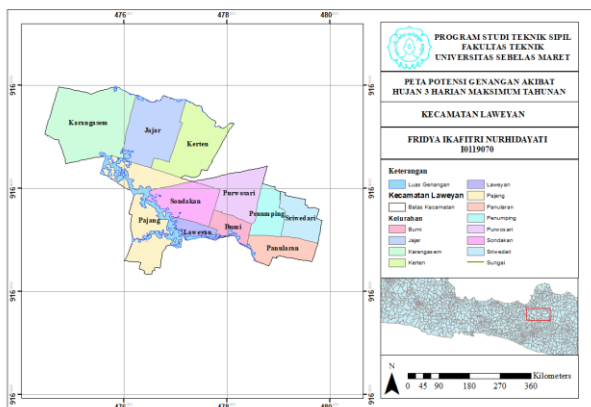 476
478
480
916
916
916
916
Karangasem
Jajar
Kerten
Purwosari
Sondakan
Penumping
Sriwedari
Pajang
Bumi
Laweyan
Panularan
476
478
480
PROGRAM STUDI TEKNIK SIPIL
FAKULTAS TEKNIK
UNIVERSITAS SEBELAS MARET
PETA POTENSI GENANGAN AKIBAT
HUJAN 3 HARIAN MAKSIMUM TAHUNAN
KECAMATAN LAWEYAN
FRIDYA IKAFITRI NURHIDAYATI
I0119070
Keterangan
Luas Genangan
Kecamatan Laweyan
Batas Kecamatan
Kelurahan
Bumi
Jajar
Karangasem
Kerten
Laweyan
Pajang
Panularan
Penumping
Purwosari
Sondakan
Sriwedari
Sungai
N
Kilometers
0 45 90 180 270 360